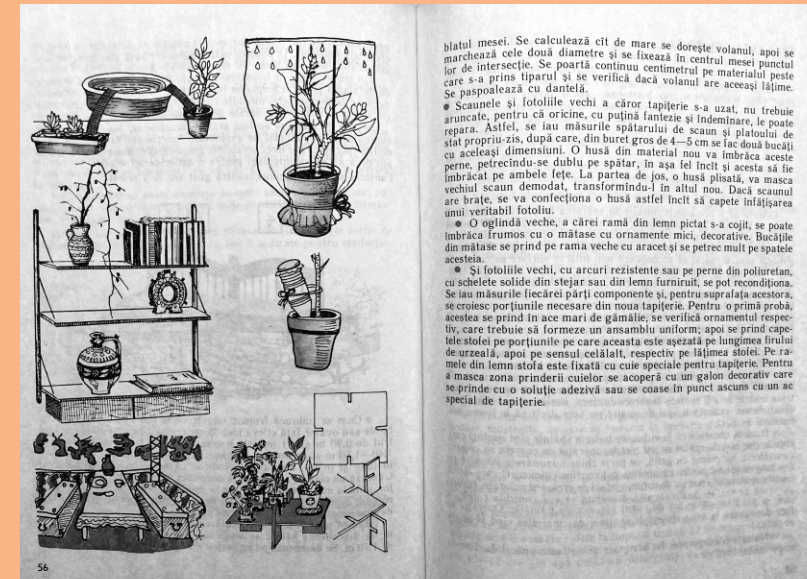 blatul mesei. Se calculează cît de mare se dorește volanul, apoi se
marchează cele două diametre și se fixează în centrul mesei punctul
lor de intersecție. Se poartă continuu centimetrul pe materialul peste
care s-a prins tiparul și se verifică dacă volanul are aceeași lățime.
Se paspoalează cu dantelă.
● Scaunele și fotoliile vechi a căror tapițerie s-a uzat, nu trebuie
aruncate, pentru că oricine, cu puțină fantezie și îndemînare, le poate
repara. Astfel, se iau măsurile spătarului de scaun și platoului de
stat propriu-zis, după care, din buret gros de 4—5 cm se fac două bucăți
cu aceleași dimensiuni. O husă din material nou va îmbrăca aceste
perne, petrecîndu-se dublu pe spătar, în așa fel încît și acesta să fie
îmbrăcat pe ambele fețe. La partea de jos, o husă plisată, va masca
vechiul scaun demodat, transformîndu-l în altul nou. Dacă scaunul
are brațe, se va confecționa o husă astfel încît să capete înfățișarea
unui veritabil fotoliu.
● O oglindă veche, a cărei ramă din lemn pictat s-a cojit, se poate
îmbrăca frumos cu o mătase cu ornamente mici, decorative. Bucățile
din mătase se prind pe rama veche cu aracet și se petrec mult pe spatele
acesteia.
● Și fotoliile vechi, cu arcuri rezistente sau pe perne din poliuretan,
cu schelete solide din stejar sau din lemn furniruit, se pot recondiționa.
Se iau măsurile fiecărei părți componente și, pentru suprafața acestora,
se croiesc porțiunile necesare din noua tapițerie. Pentru o primă probă,
acestea se prind în ace mari de gămălie, se verifică ornamentul respec-
tiv, care trebuie să formeze un ansamblu uniform; apoi se prind cape-
tele stofei pe porțiunile pe care aceasta este așezată pe lungimea firului
de urzeală, apoi pe sensul celălalt, respectiv pe lățimea stofei. Pe ra-
mele din lemn stofa este fixată cu cuie speciale pentru tapițerie. Pentru
a masca zona prinderii cuielor se acoperă cu un galon decorativ care
se prinde cu o soluție adezivă sau se coase în punct ascuns cu un ac
special de tapițerie.
56